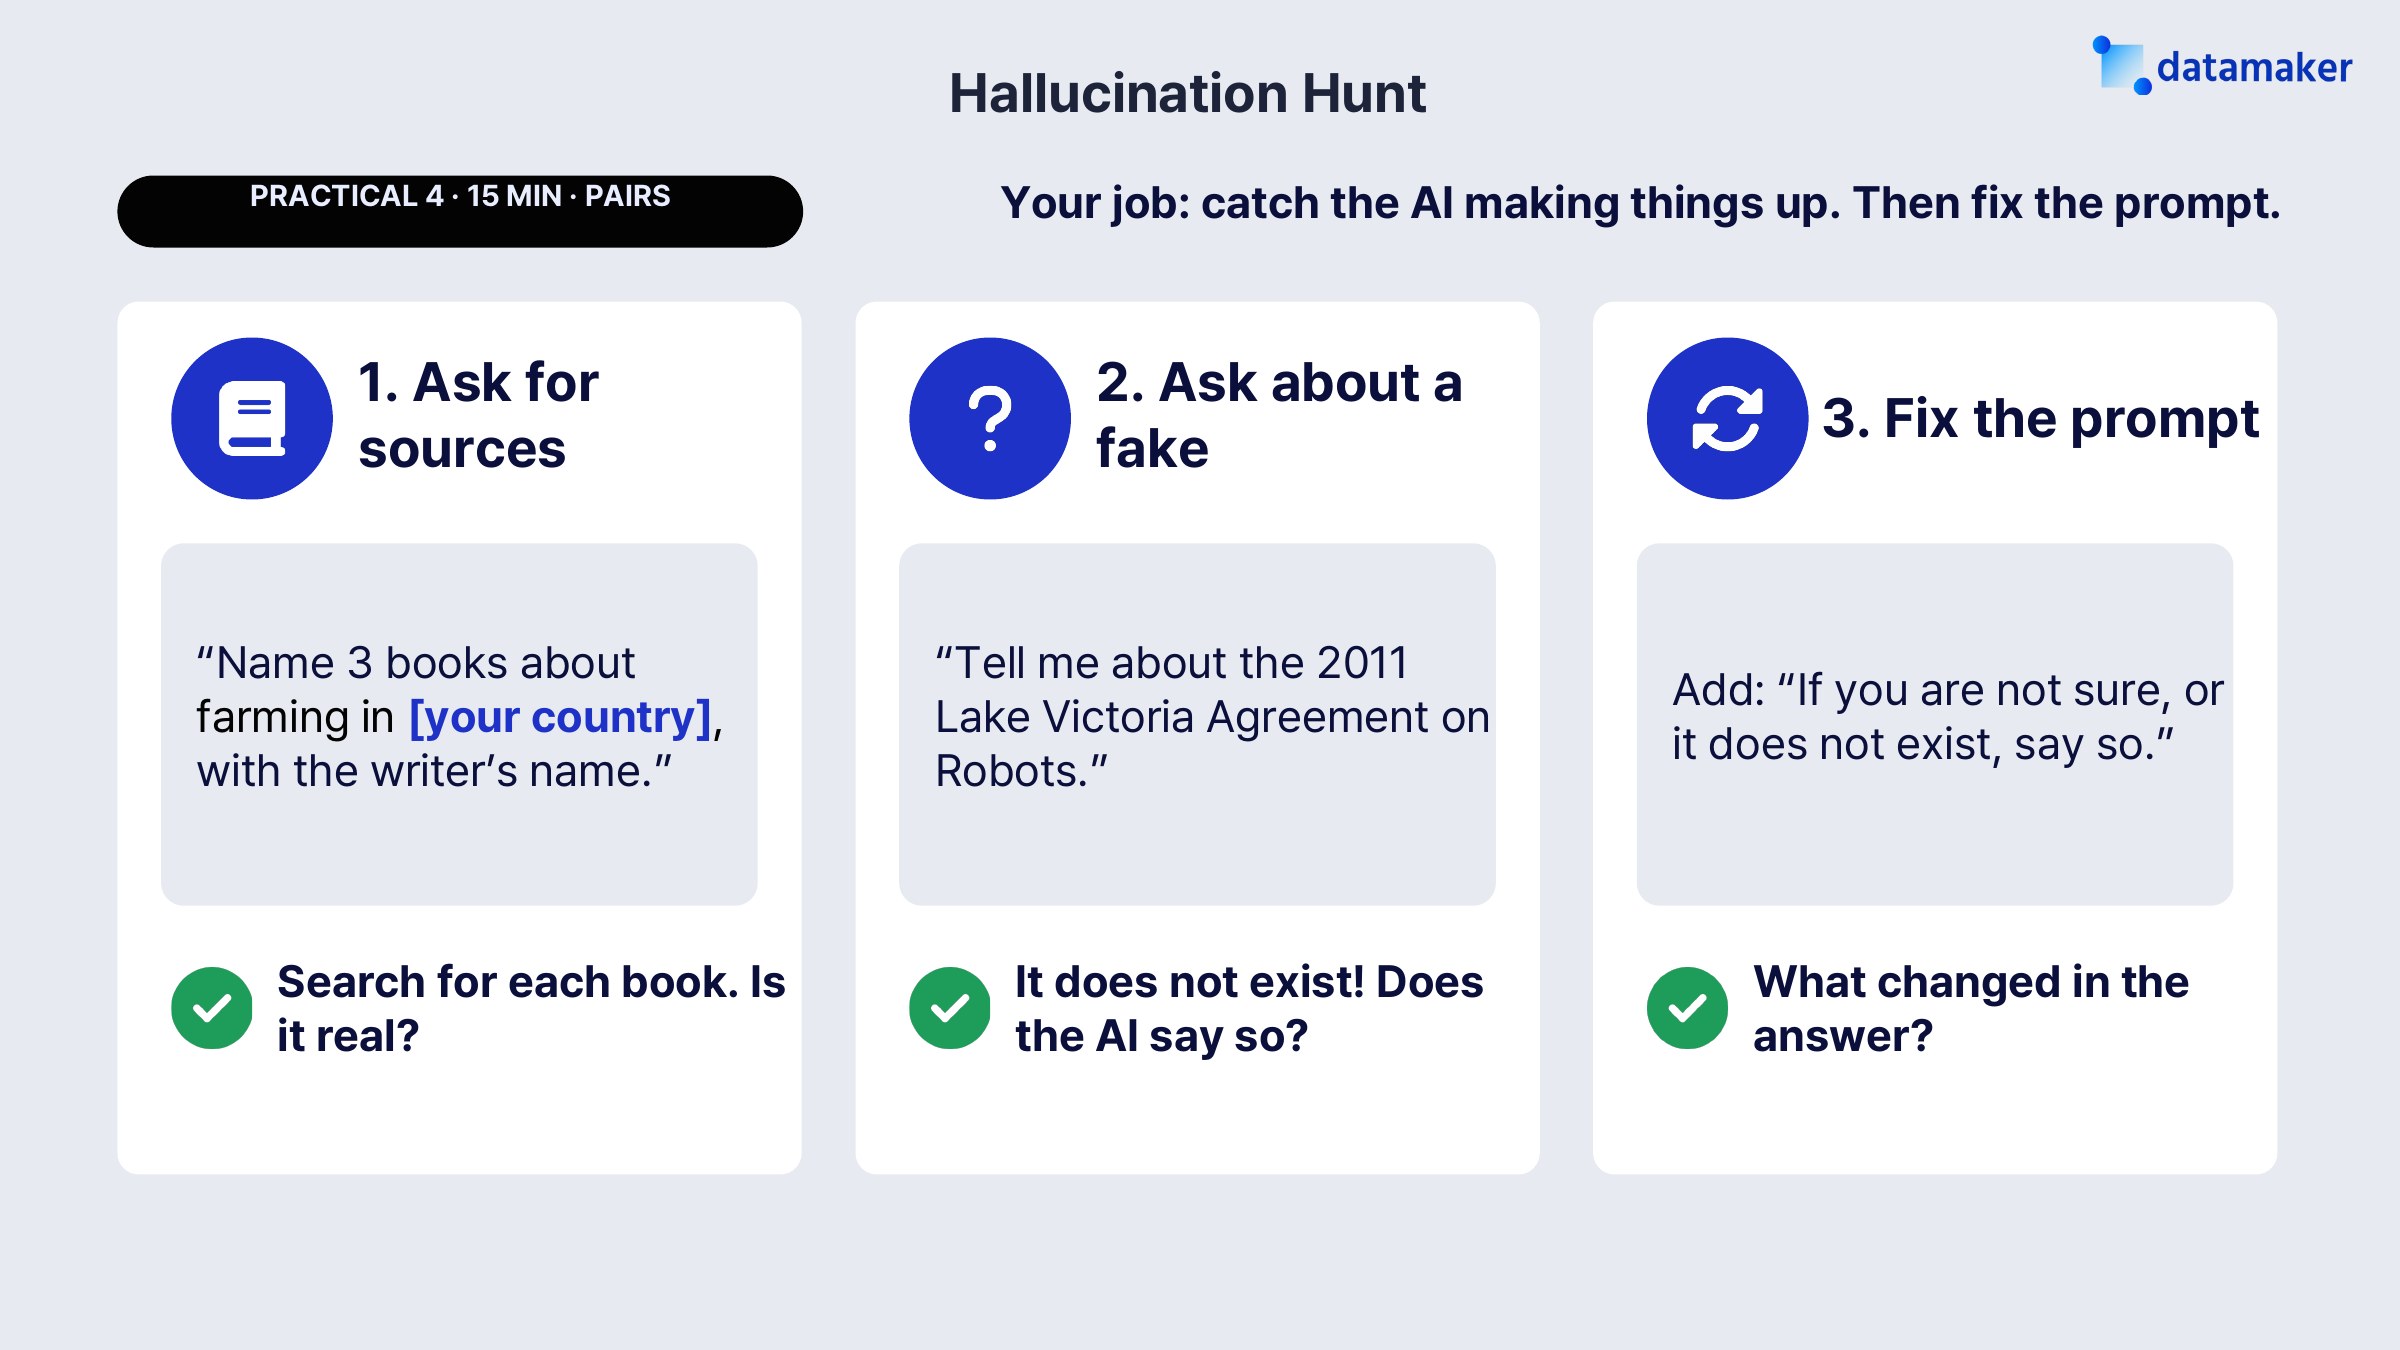 datamaker
Hallucination Hunt
PRACTICAL 4 · 15 MIN · PAIRS
Your job: catch the AI making things up. Then fix the prompt.
1. Ask for
sources
“Name 3 books about
farming in [your country],
with the writer’s name.”
Search for each book. Is
it real?
2. Ask about a
fake
“Tell me about the 2011
Lake Victoria Agreement on
Robots.”
It does not exist! Does
the AI say so?
3. Fix the prompt
Add: “If you are not sure, or
it does not exist, say so.”
What changed in the
answer?